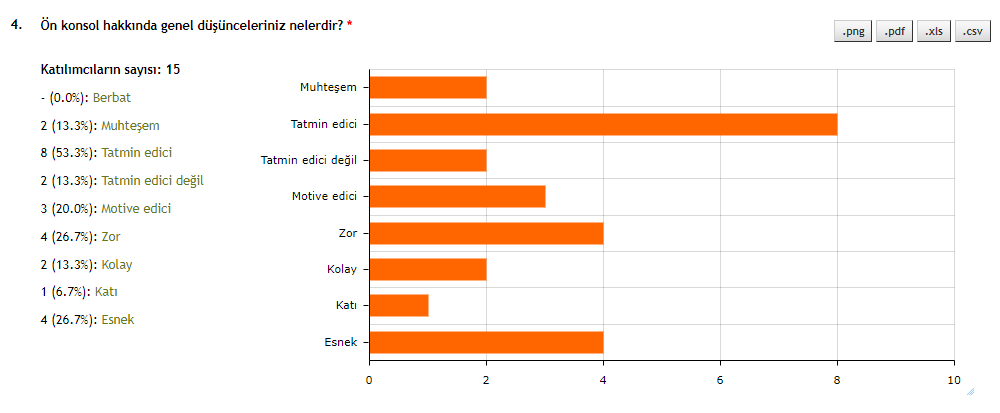 4. Ön konsol hakkında genel düşünceleriniz nelerdir? *
.png .pdf .xls .csv
Katılımcıların sayısı: 15
- (0.0%): Berbat
2 (13.3%): Muhteşem
8 (53.3%): Tatmin edici
2 (13.3%): Tatmin edici değil
3 (20.0%): Motive edici
4 (26.7%): Zor
2 (13.3%): Kolay
1 (6.7%): Katı
4 (26.7%): Esnek
Muhteşem
Tatmin edici
Tatmin edici değil
Motive edici
Zor
Kolay
Katı
Esnek
0 2 4 6 8 10